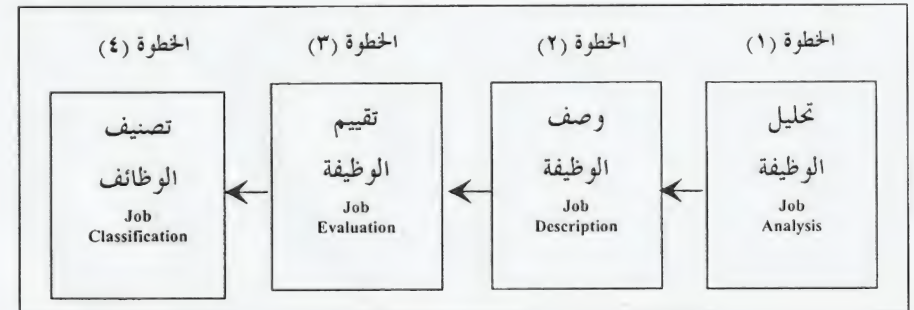 الخطوة (١)
تحليل
الوظيفة
Job
Analysis
الخطوة (٢)
وصف
الوظيفة
Job
Description
الخطوة (٣)
تقييم
الوظيفة
Job
Evaluation
الخطوة (٤)
تصنيف
الوظائف
Job
Classification